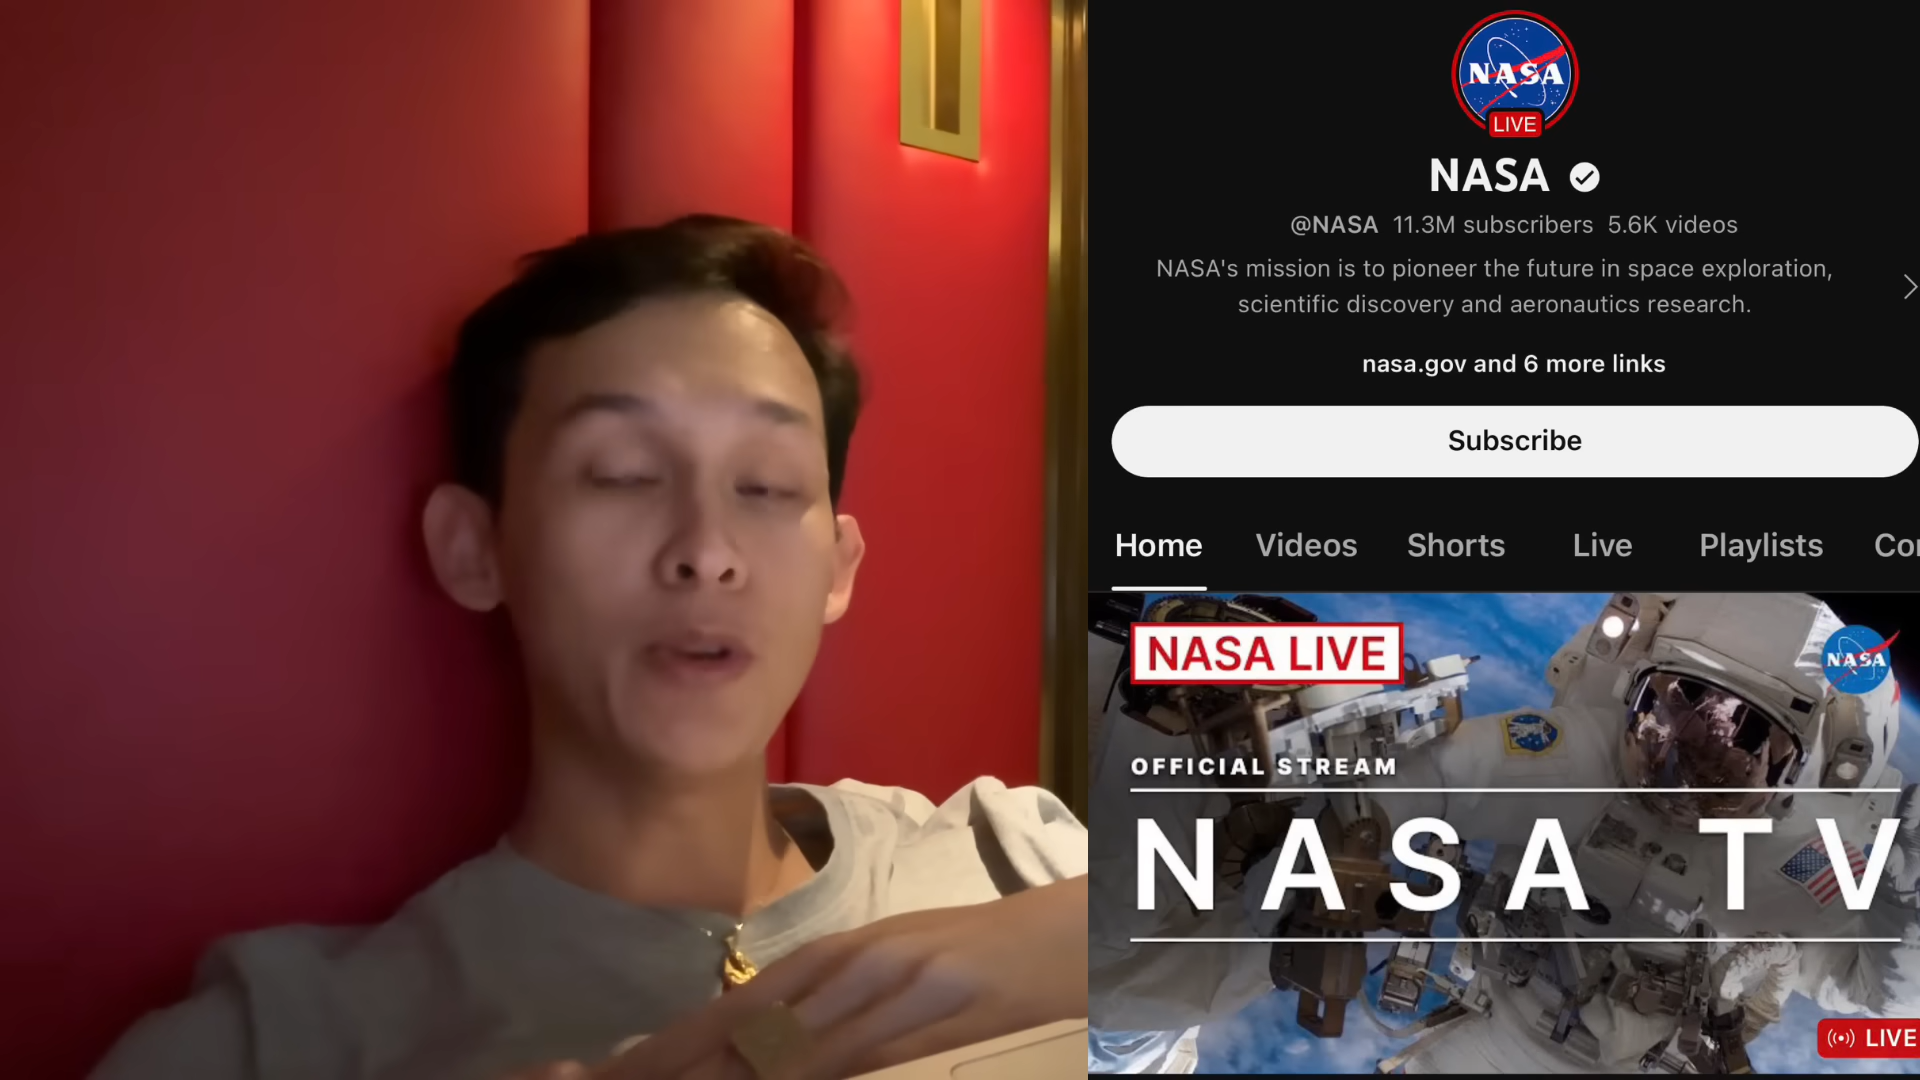 NASA
LIVE
NASA
@NASA 11.3M subscribers 5.6K videos
NASA's mission is to pioneer the future in space exploration,
scientific discovery and aeronautics research.
nasa.gov and 6 more links
Subscribe
Home Videos Shorts Live Playlists Co
NASA LIVE
NASA
OFFICIAL STREAM
NASA TV
LIVE